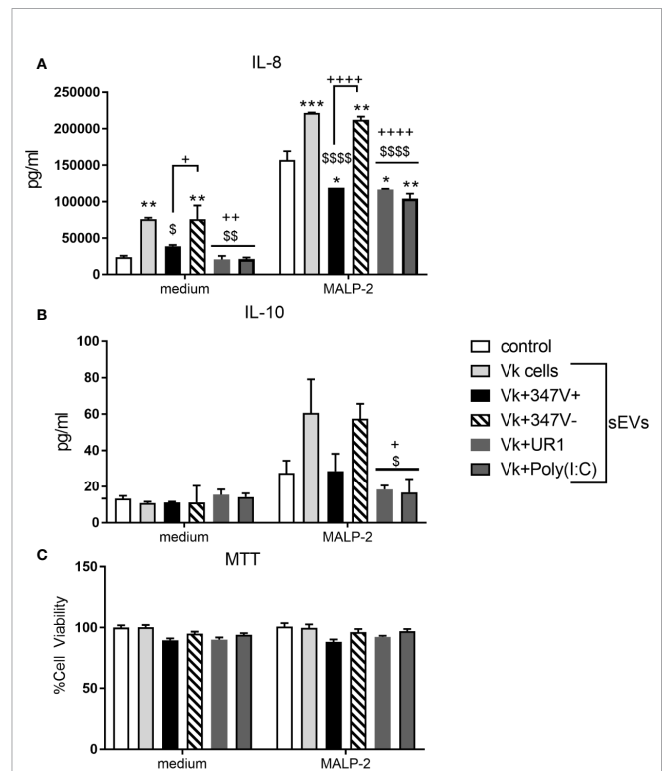 A
IL-8
250000
200000
150000
100000
50000
0
pg/ml
**
$
+
**
++
$$
***
++++
$$$$
*
**
++++
$$$$
*
**
medium
MALP-2
B
IL-10
100
80
60
40
20
0
pg/ml
+
$
medium
MALP-2
control
Vk cells
Vk+347V+
Vk+347V-
Vk+UR1
Vk+Poly(I:C)
sEVs
C
MTT
150
100
50
0
%Cell Viability
medium
MALP-2